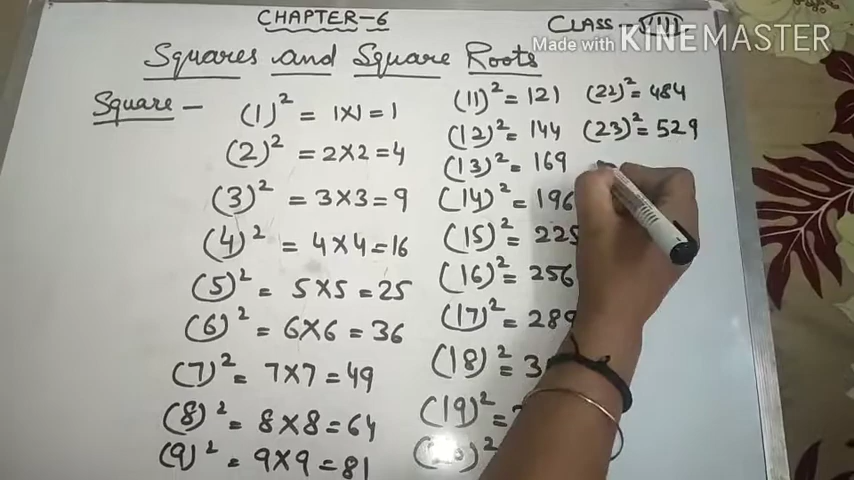 CHAPTER-6
CLASS-VIII
Made with KINEMASTER
Squares and Square Roots
Square - (1)² = 1×1=1
(2)² = 2×2=4
(3)² = 3×3=9
(4)² = 4×4=16
(5)² = 5×5=25
(6)² = 6×6=36
(7)² = 7×7=49
(8)² = 8×8=64
(9)² = 9×9=81
(11)² = 121
(12)² = 144
(13)² = 169
(14)² = 196
(15)² = 225
(16)² = 256
(17)² = 289
(18)² = 3
(19)² =
(22)² = 484
(23)² = 529